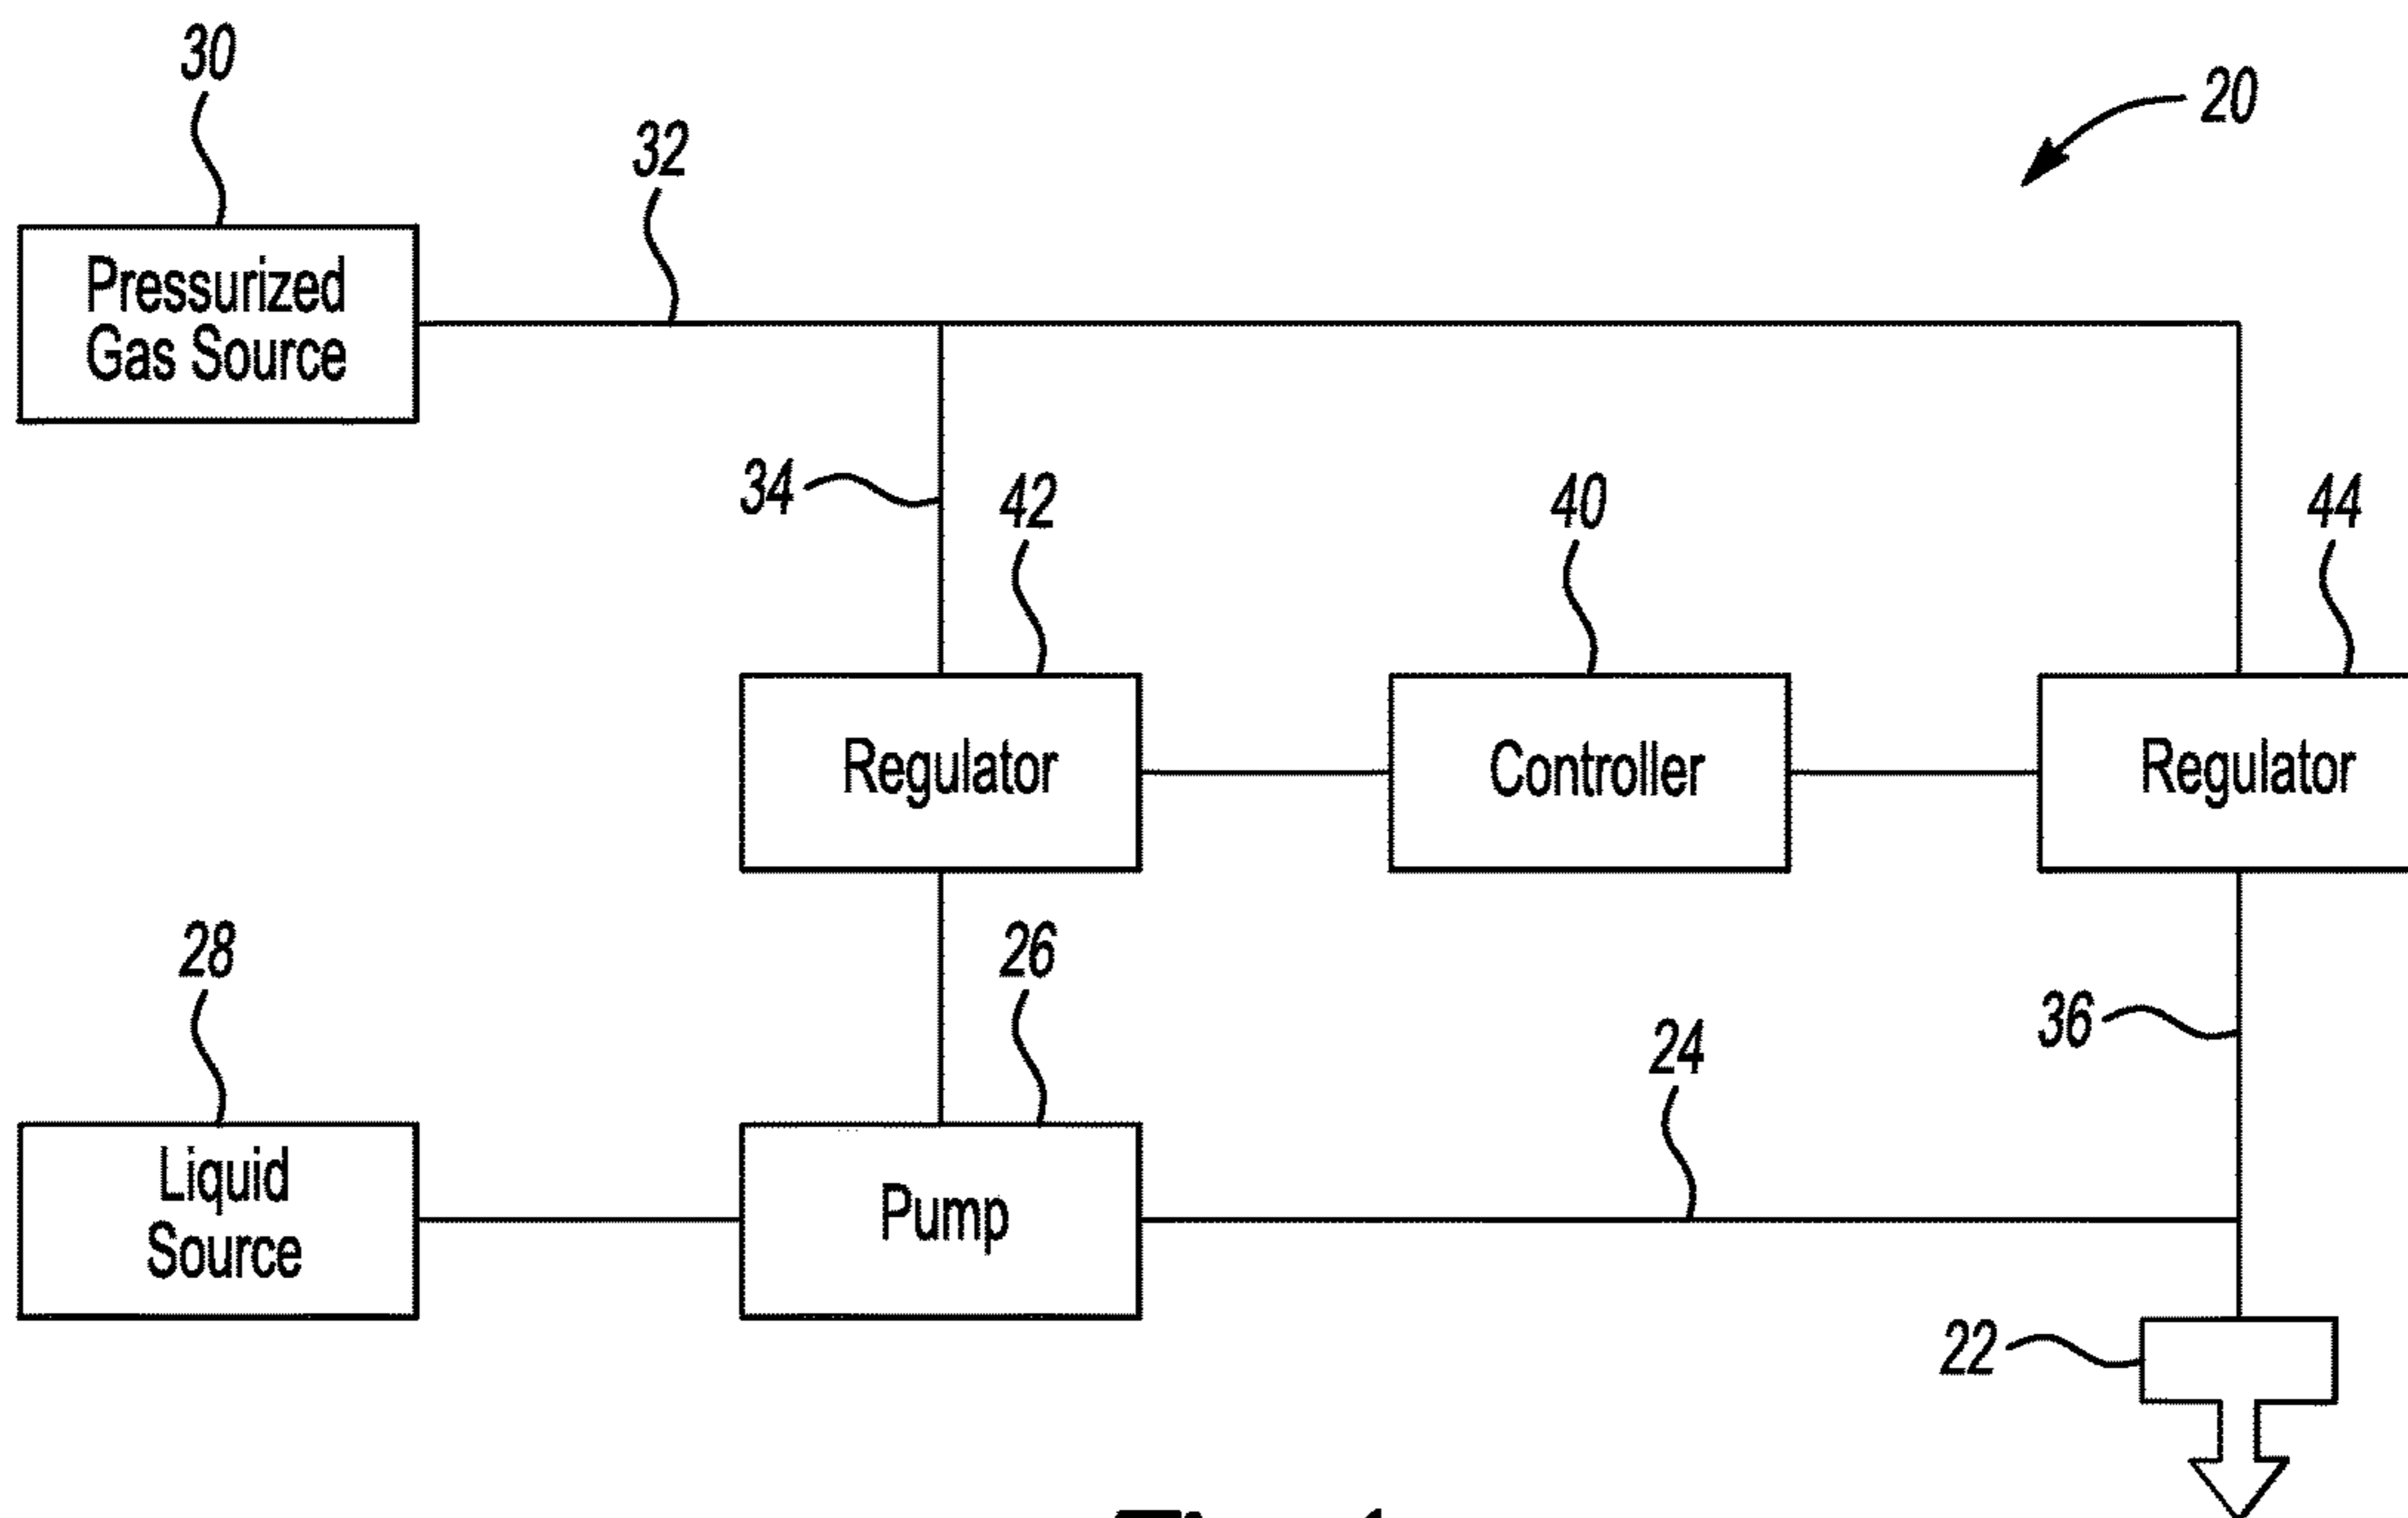 30
20
32
Pressurized
Gas Source
34
42
40
44
Regulator
Controller
Regulator
28
26
24
36
Liquid
Source
Pump
22